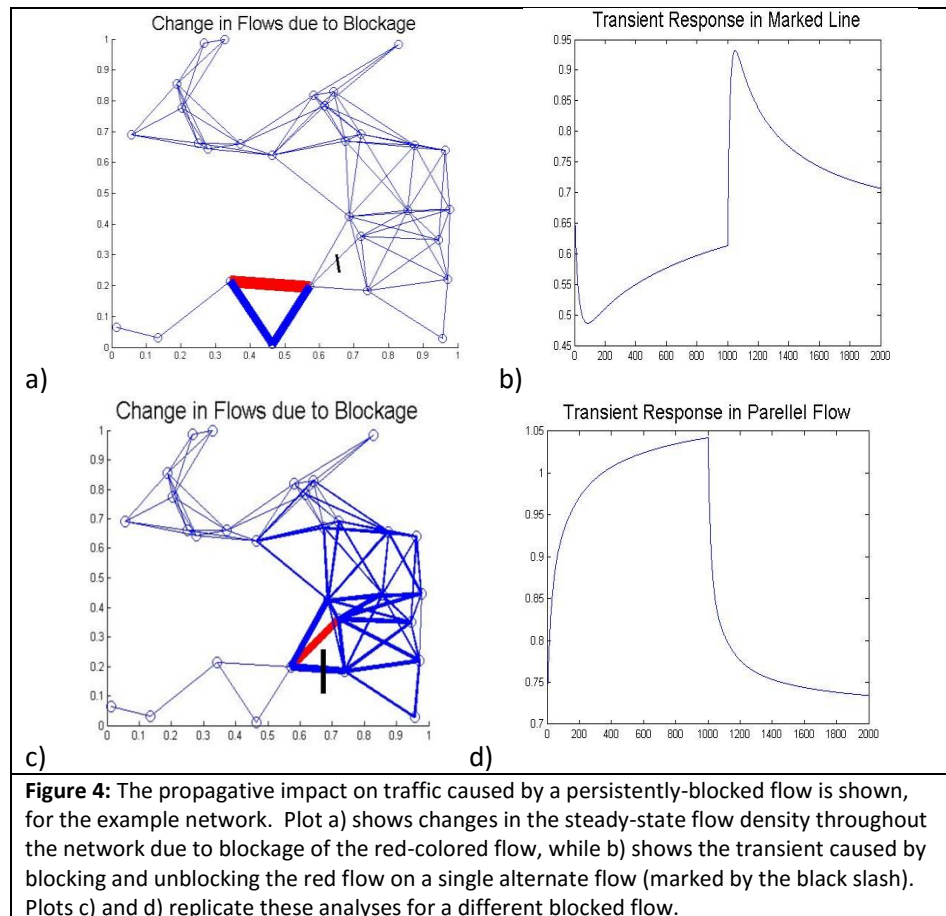 Change in Flows due to Blockage
1
0.9
0.8
0.7
0.6
0.5
0.4
0.3
0.2
0.1
0
0 0.1 0.2 0.3 0.4 0.5 0.6 0.7 0.8 0.9 1
a)
Transient Response in Marked Line
0.95
0.9
0.85
0.8
0.75
0.7
0.65
0.6
0.55
0.5
0.45
0 200 400 600 800 1000 1200 1400 1600 1800 2000
b)
Change in Flows due to Blockage
1
0.9
0.8
0.7
0.6
0.5
0.4
0.3
0.2
0.1
0
0 0.1 0.2 0.3 0.4 0.5 0.6 0.7 0.8 0.9 1
c)
Transient Response in Parellel Flow
1.05
1
0.95
0.9
0.85
0.8
0.75
0.7
0 200 400 600 800 1000 1200 1400 1600 1800 2000
d)
Figure 4: The propagative impact on traffic caused by a persistently-blocked flow is shown,
for the example network. Plot a) shows changes in the steady-state flow density throughout
the network due to blockage of the red-colored flow, while b) shows the transient caused by
blocking and unblocking the red flow on a single alternate flow (marked by the black slash).
Plots c) and d) replicate these analyses for a different blocked flow.